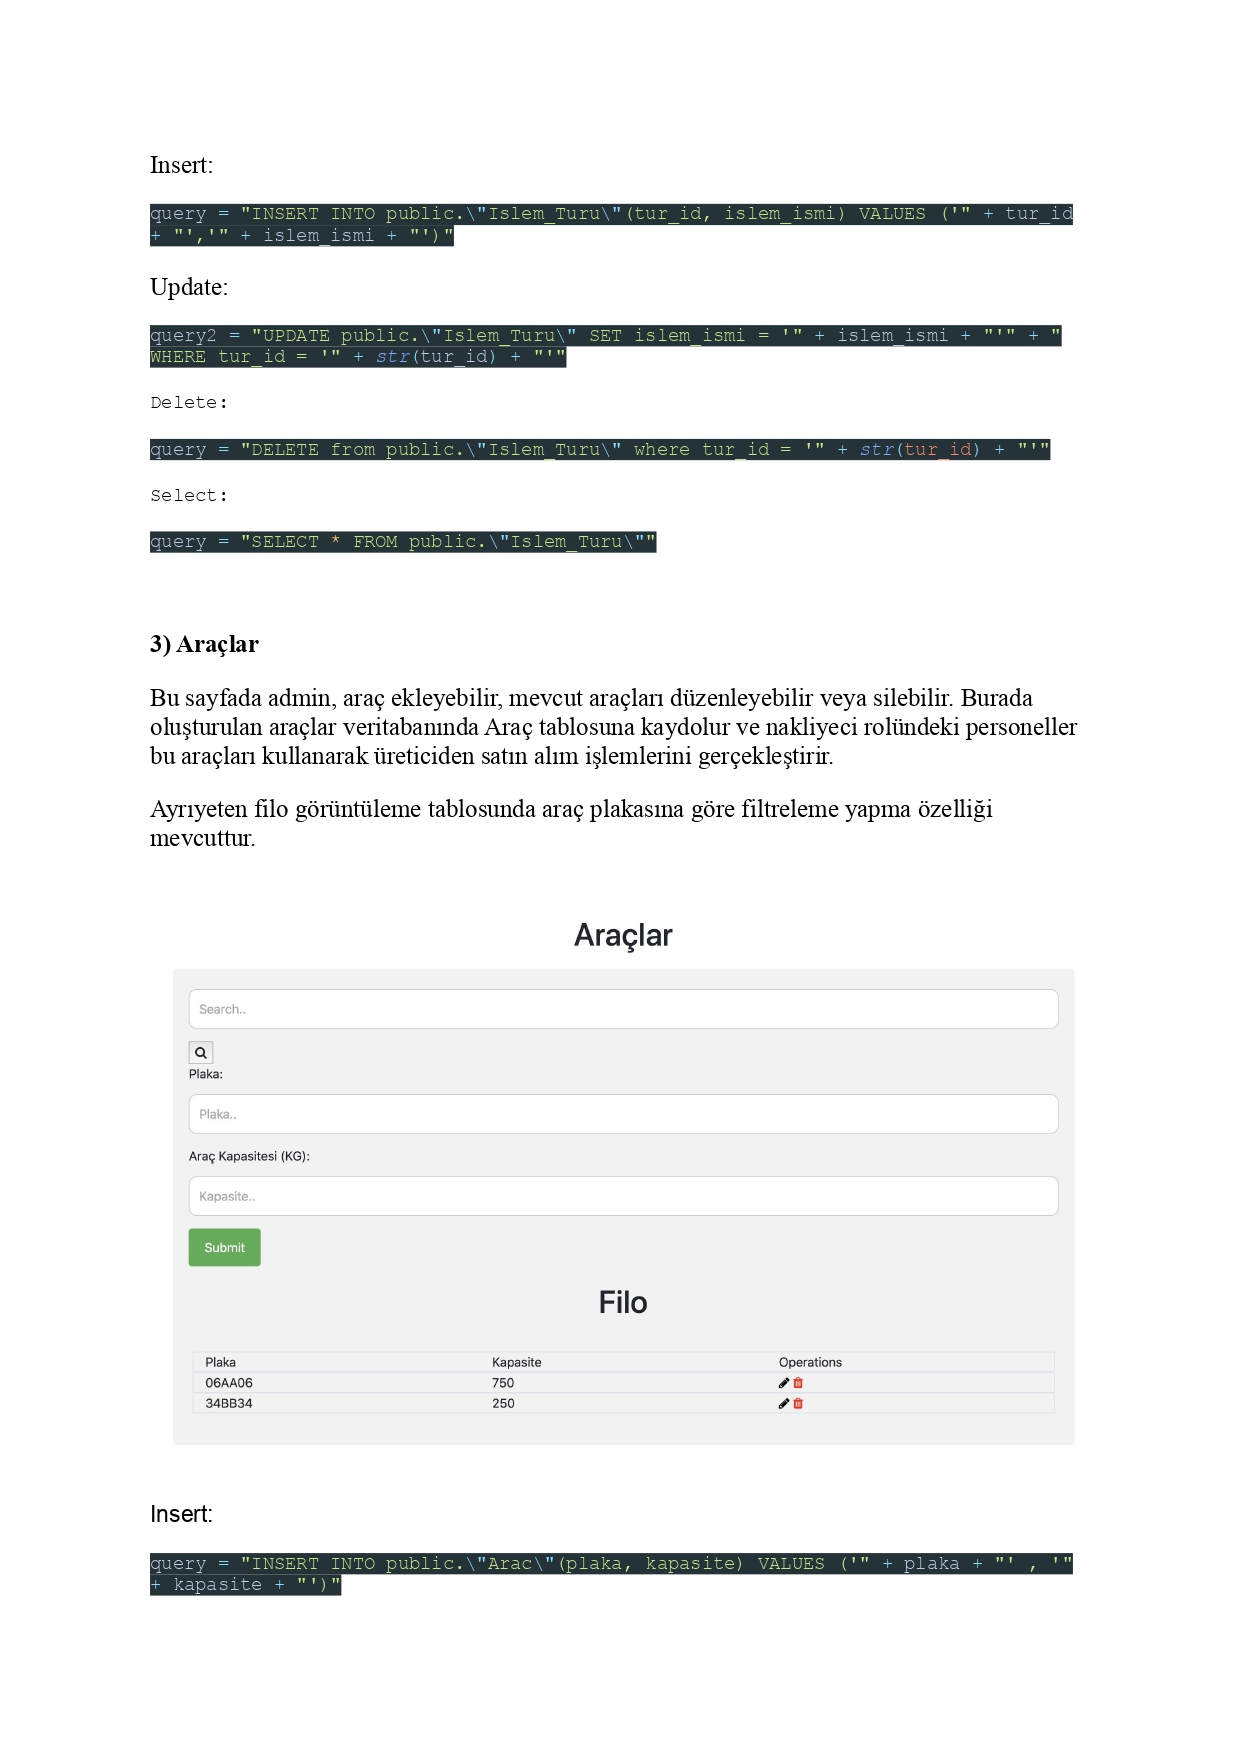 Insert:
query = "INSERT INTO public.\"Islem_Turu\"(tur_id, islem_ismi) VALUES ('" + tur_id
+ "','" + islem_ismi + "')"
Update:
query2 = "UPDATE public.\"Islem_Turu\" SET islem_ismi = '" + islem_ismi + "'" + "
WHERE tur_id = '" + str(tur_id) + "'"
Delete:
query = "DELETE from public.\"Islem_Turu\" where tur_id = '" + str(tur_id) + "'"
Select:
query = "SELECT * FROM public.\"Islem_Turu\""
3) Araçlar
Bu sayfada admin, araç ekleyebilir, mevcut araçları düzenleyebilir veya silebilir. Burada
oluşturulan araçlar veritabanında Araç tablosuna kaydolur ve nakliyeci rolündeki personeller
bu araçları kullanarak üreticiden satın alım işlemlerini gerçekleştirir.
Ayrıyeten filo görüntüleme tablosunda araç plakasına göre filtreleme yapma özelliği
mevcuttur.
Araçlar
Search..
Plaka:
Plaka..
Araç Kapasitesi (KG):
Kapasite..
Submit
Filo
Plaka Kapasite Operations
06AA06 750
34BB34 250
Insert:
query = "INSERT INTO public.\"Arac\"(plaka, kapasite) VALUES ('" + plaka + "' , '"
+ kapasite + "')"